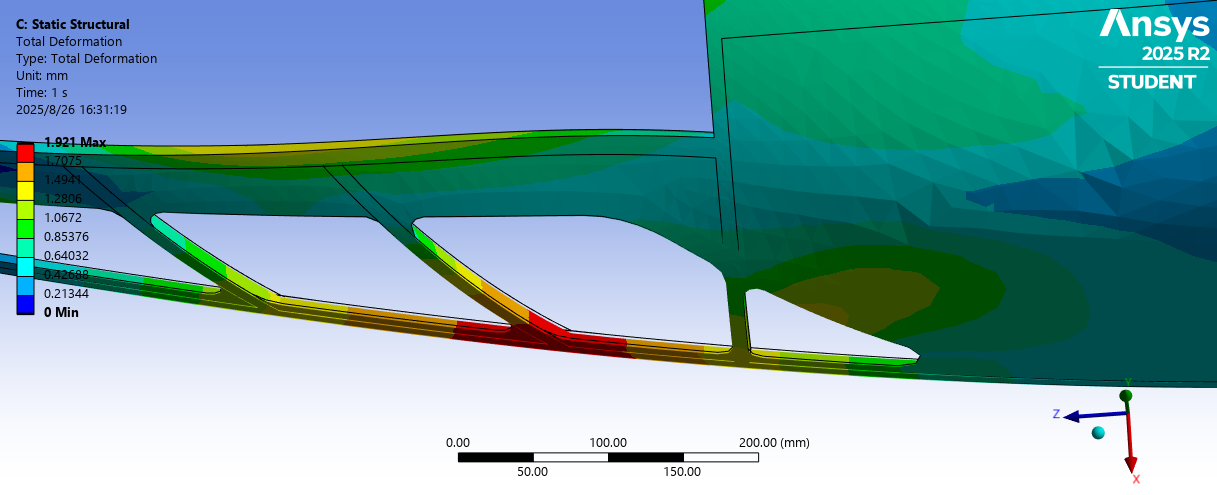 C: Static Structural
Total Deformation
Type: Total Deformation
Unit: mm
Time: 1 s
2025/8/26 16:31:19
1.921 Max
1.7075
1.4941
1.2806
1.0672
0.85376
0.64032
0.42688
0.21344
0 Min
Ansys
2025 R2
STUDENT
0.00
100.00
200.00 (mm)
50.00
150.00
Y
Z
X